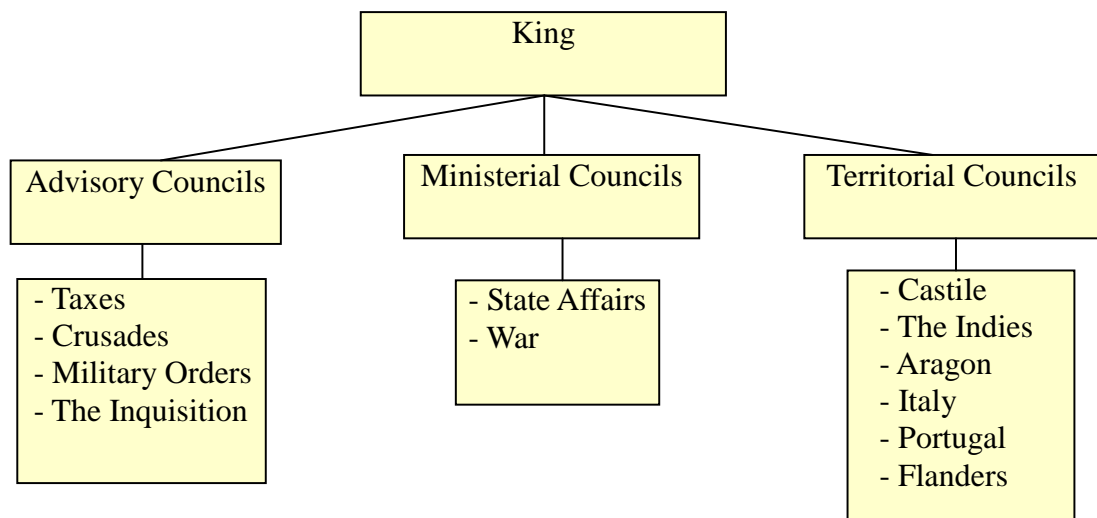 King
Advisory Councils
Ministerial Councils
Territorial Councils
- Taxes
- Crusades
- Military Orders
- The Inquisition
- State Affairs
- War
- Castile
- The Indies
- Aragon
- Italy
- Portugal
- Flanders